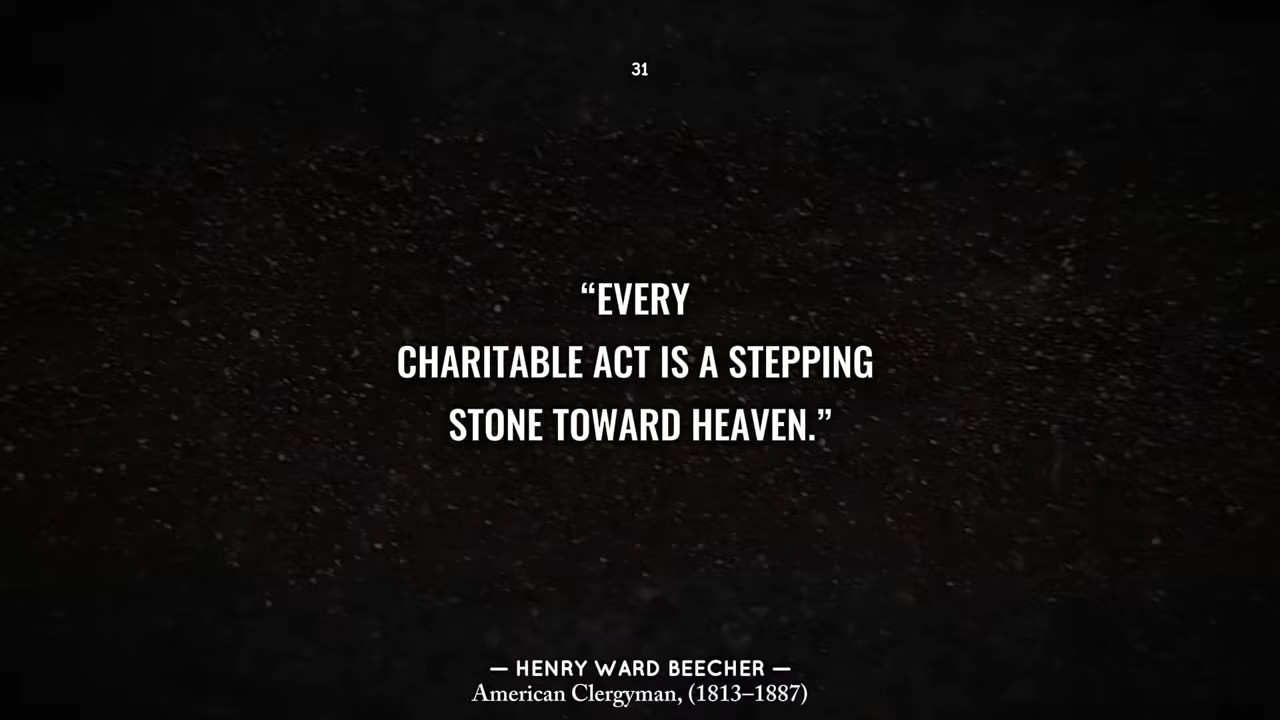 31
“EVERY
CHARITABLE ACT IS A STEPPING
STONE TOWARD HEAVEN.”
— HENRY WARD BEECHER —
American Clergyman, (1813–1887)